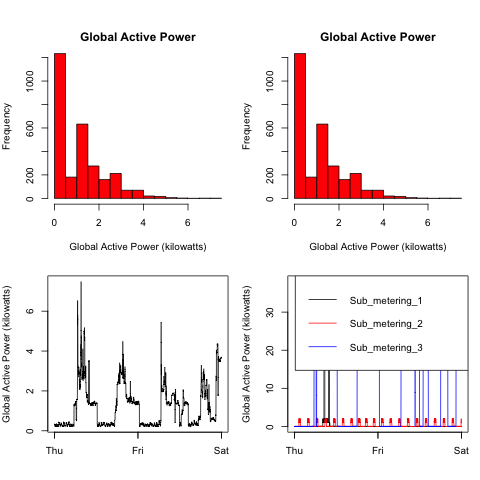 Global Active Power
Frequency
0 200 600 1000
0 2 4 6
Global Active Power (kilowatts)
Global Active Power
Frequency
0 200 600 1000
0 2 4 6
Global Active Power (kilowatts)
Global Active Power (kilowatts)
0 2 4 6
Thu Fri Sat
Global Active Power (kilowatts)
0 10 20 30
Sub_metering_1
Sub_metering_2
Sub_metering_3
Thu Fri Sat